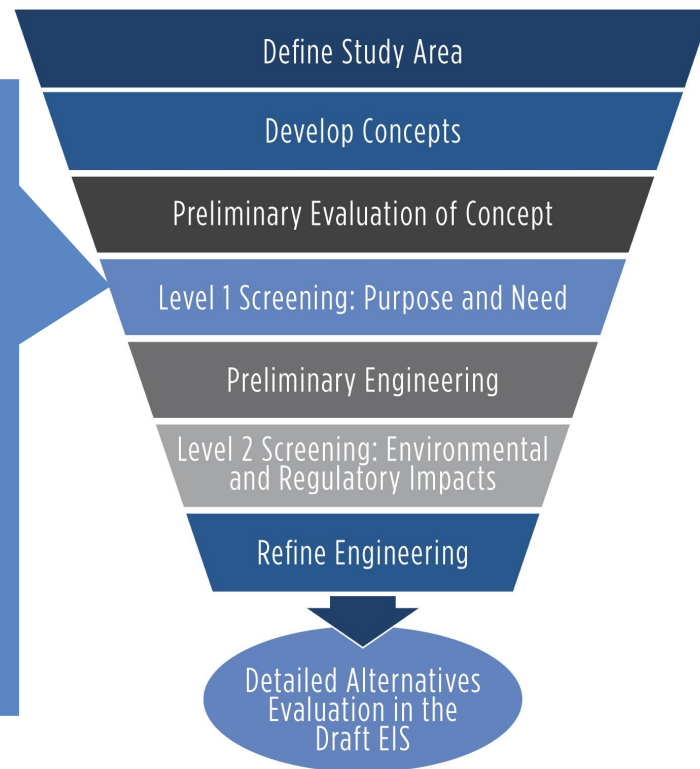 Define Study Area
Develop Concepts
Preliminary Evaluation of Concept
Level 1 Screening: Purpose and Need
Preliminary Engineering
Level 2 Screening: Environmental
and Regulatory Impacts
Refine Engineering
Detailed Alternatives
Evaluation in the
Draft EIS